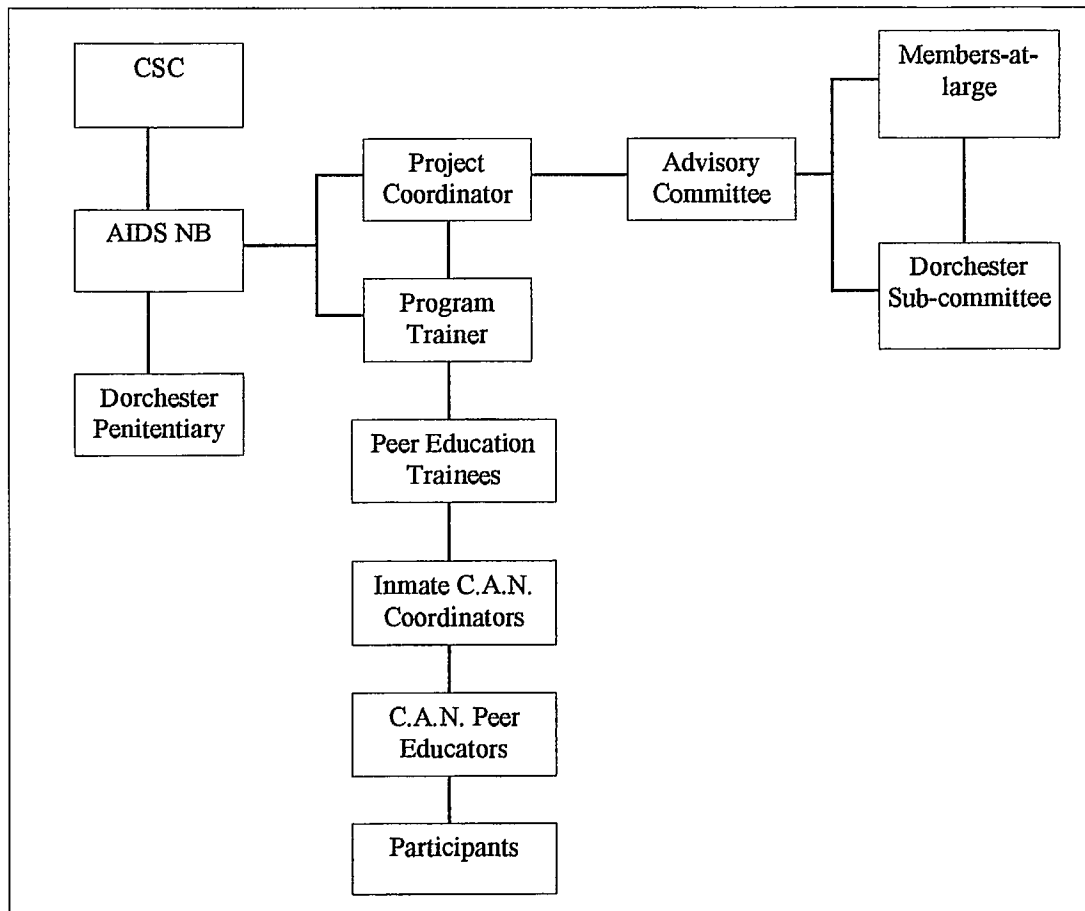 CSC
Members-at-
large
Project
Coordinator
Advisory
Committee
AIDS NB
Dorchester
Sub-committee
Program
Trainer
Dorchester
Penitentiary
Peer Education
Trainees
Inmate C.A.N.
Coordinators
C.A.N. Peer
Educators
Participants